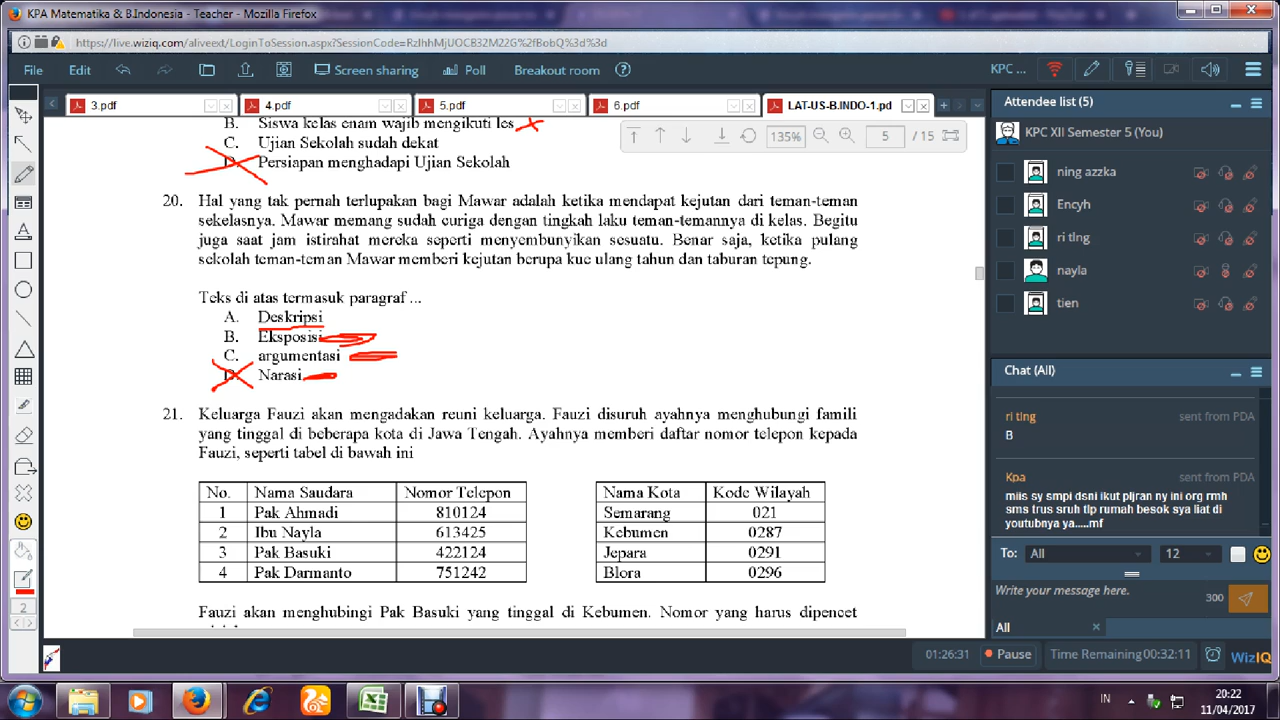 KPA Matematika & B.Indonesia - Teacher - Mozilla Firefox
https://live.wiziq.com/aliveext/LoginToSession.aspx?SessionCode=RzlhhMjUOCB32M22G%2fBobQ%3d%3d
File Edit Screen sharing Poll Breakout room KPC ...
3.pdf 4.pdf 5.pdf 6.pdf LAT-US-B.INDO-1.pd
135% 5 / 15
B. Siswa kelas enam wajib mengikuti les
C. Ujian Sekolah sudah dekat
D. Persiapan menghadapi Ujian Sekolah
20. Hal yang tak pernah terlupakan bagi Mawar adalah ketika mendapat kejutan dari teman-teman
sekelasnya. Mawar memang sudah curiga dengan tingkah laku teman-temannya di kelas. Begitu
juga saat jam istirahat mereka seperti menyembunyikan sesuatu. Benar saja, ketika pulang
sekolah teman-teman Mawar memberi kejutan berupa kue ulang tahun dan taburan tepung.
Teks di atas termasuk paragraf ...
A. Deskripsi
B. Eksposisi
C. argumentasi
D. Narasi
21. Keluarga Fauzi akan mengadakan reuni keluarga. Fauzi disuruh ayahnya menghubungi famili
yang tinggal di beberapa kota di Jawa Tengah. Ayahnya memberi daftar nomor telepon kepada
Fauzi, seperti tabel di bawah ini
No. Nama Saudara Nomor Telepon Nama Kota Kode Wilayah
1 Pak Ahmadi 810124 Semarang 021
2 Ibu Nayla 613425 Kebumen 0287
3 Pak Basuki 422124 Jepara 0291
4 Pak Darmanto 751242 Blora 0296
Fauzi akan menghubingi Pak Basuki yang tinggal di Kebumen. Nomor yang harus dipencet
Attendee list (5)
KPC XII Semester 5 (You)
ning azzka
Encyh
ri tlng
nayla
tien
Chat (All)
ri tlng sent from PDA
B
Kpa sent from PDA
miis sy smpi dsni ikut pljran ny ini org rmh
sms trus sruh tlp rumah besok sya liat di
youtubnya ya.....mf
To: All 12
Write your message here. 300
All
01:26:31 Pause Time Remaining 00:32:11 WizIQ
2
IN 20:22
11/04/2017